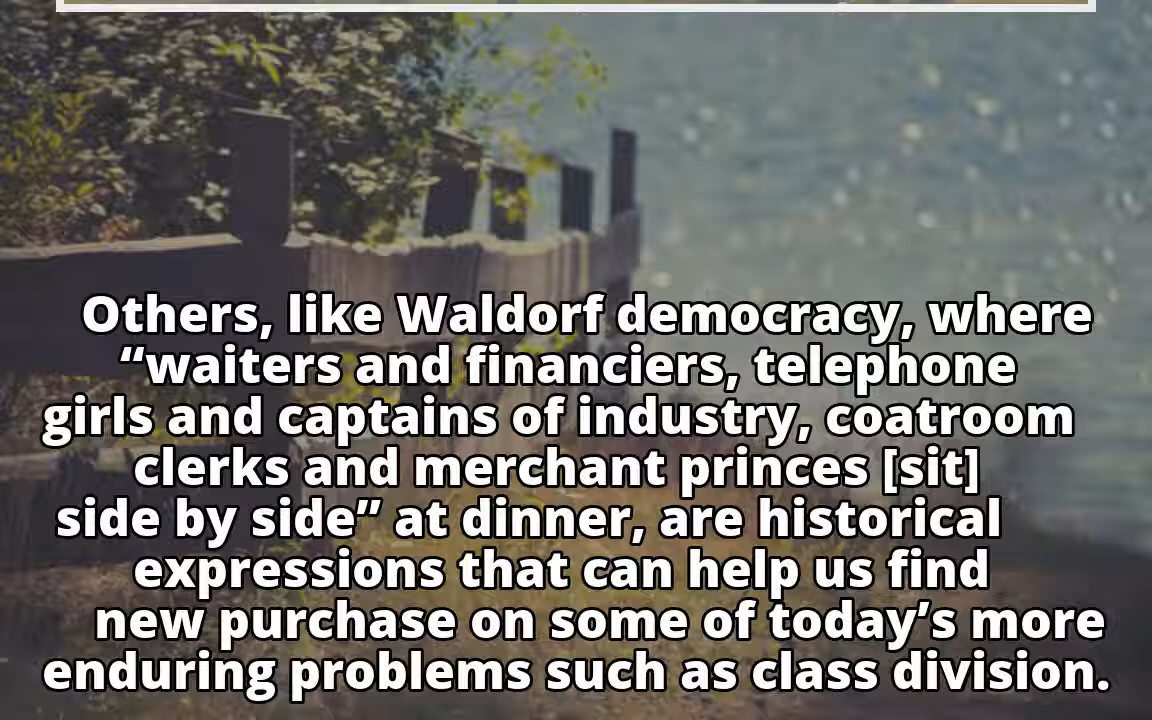 Others, like Waldorf democracy, where
“waiters and financiers, telephone
girls and captains of industry, coatroom
clerks and merchant princes [sit]
side by side” at dinner, are historical
expressions that can help us find
new purchase on some of today’s more
enduring problems such as class division.